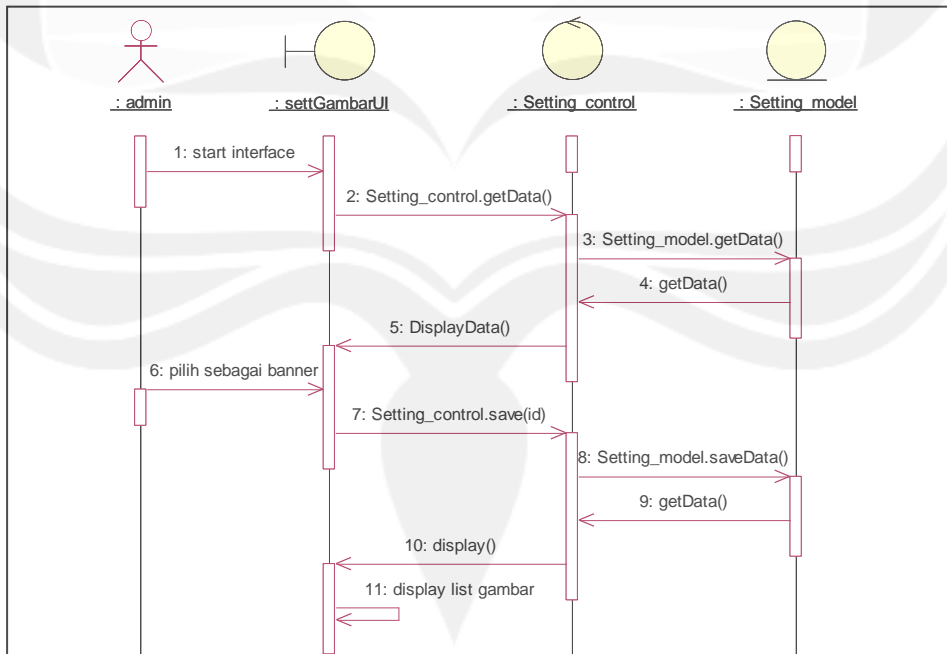 : admin
: settGambarUI
: Setting_control
: Setting_model
1: start interface
2: Setting_control.getData()
3: Setting_model.getData()
4: getData()
5: DisplayData()
6: pilih sebagai banner
7: Setting_control.save(id)
8: Setting_model.saveData()
9: getData()
10: display()
11: display list gambar